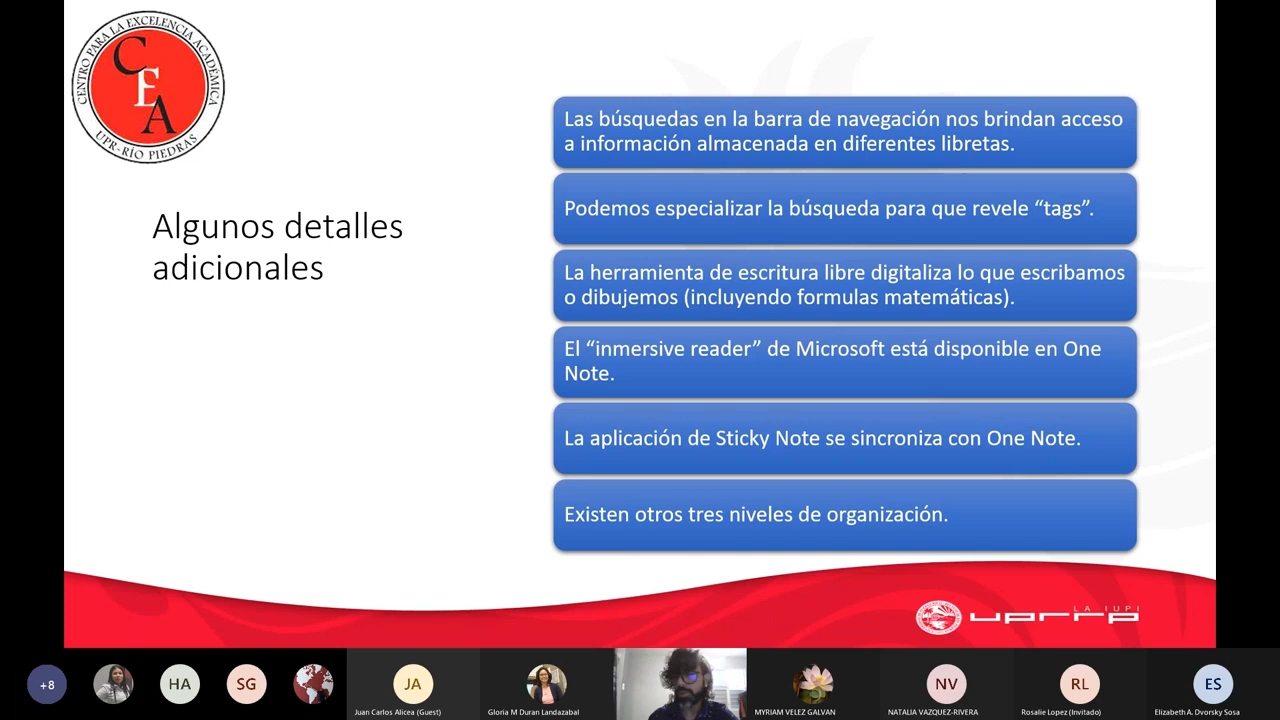 CENTRO PARA LA EXCELENCIA ACADÉMICA
CEA
UPR-RÍO PIEDRAS
Algunos detalles
adicionales
Las búsquedas en la barra de navegación nos brindan acceso
a información almacenada en diferentes libretas.
Podemos especializar la búsqueda para que revele “tags”.
La herramienta de escritura libre digitaliza lo que escribamos
o dibujemos (incluyendo formulas matemáticas).
El “inmersive reader” de Microsoft está disponible en One
Note.
La aplicación de Sticky Note se sincroniza con One Note.
Existen otros tres niveles de organización.
LA IUPI
uprrp
+8
HA
SG
JA
NV
RL
ES
Juan Carlos Alicea (Guest)
Gloria M Duran Landazabal
MYRIAM VELEZ GALVAN
NATALIA VAZQUEZ-RIVERA
Rosalie Lopez (Invitado)
Elizabeth A. Dvorsky Sosa